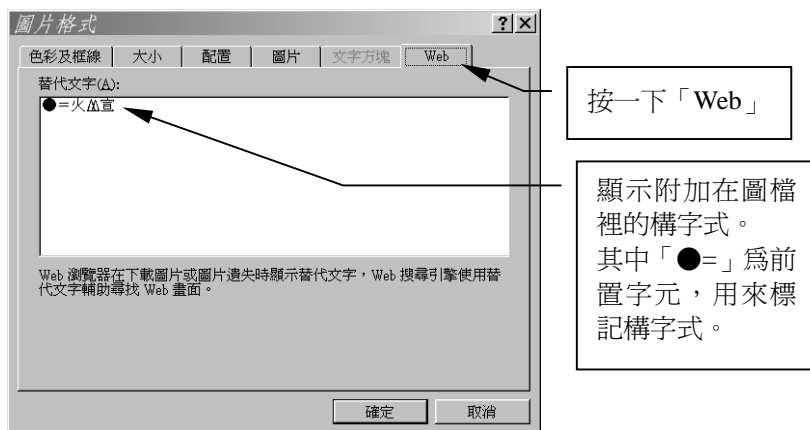 圖片格式
色彩及框線 大小 配置 圖片 文字方塊 Web
替代文字(A):
●=火宣
Web 瀏覽器在下載圖片或圖片遺失時顯示替代文字，Web 搜尋引擎使用替
代文字輔助尋找 Web 畫面。
確定 取消
按一下「Web」
顯示附加在圖檔
裡的構字式。
其中「●=」為前
置字元，用來標
記構字式。